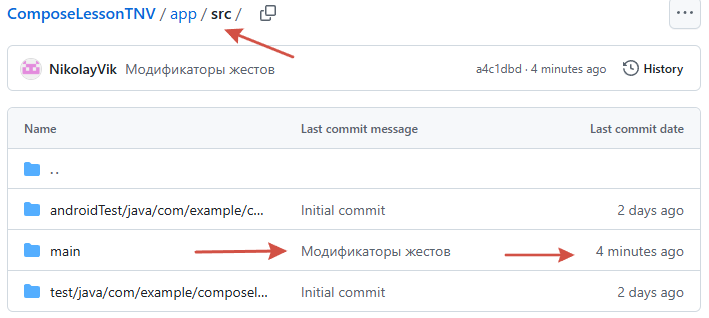 ComposeLessonTNV / app / src /
NikolayVik Модификаторы жестов a4c1dbd · 4 minutes ago History
Name Last commit message Last commit date
..
androidTest/java/com/example/c... Initial commit 2 days ago
main Модификаторы жестов 4 minutes ago
test/java/com/example/composel... Initial commit 2 days ago